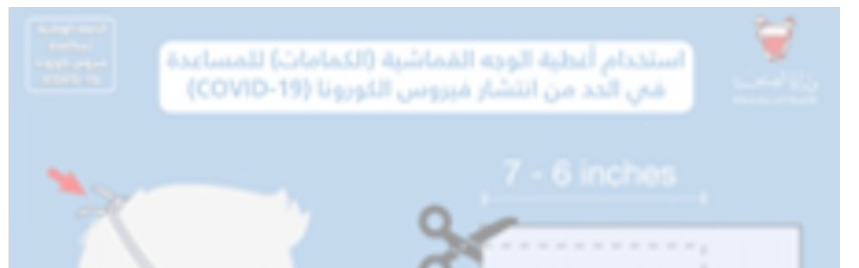 استخدام أغطية الوجه القماشية (الكمامات) للمساعدة
في الحد من انتشار فيروس الكورونا (COVID-19)
7 - 6 inches